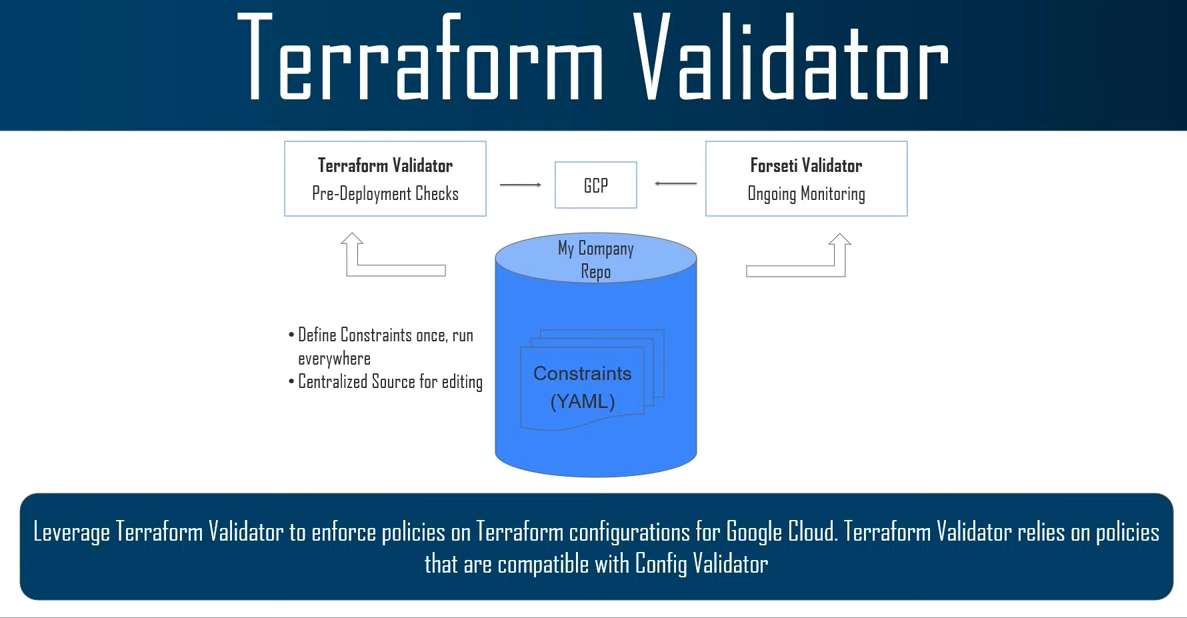 Terraform Validator
Terraform Validator
Pre-Deployment Checks
GCP
Forseti Validator
Ongoing Monitoring
My Company
Repo
• Define Constraints once, run
everywhere
• Centralized Source for editing
Constraints
(YAML)
Leverage Terraform Validator to enforce policies on Terraform configurations for Google Cloud. Terraform Validator relies on policies
that are compatible with Config Validator